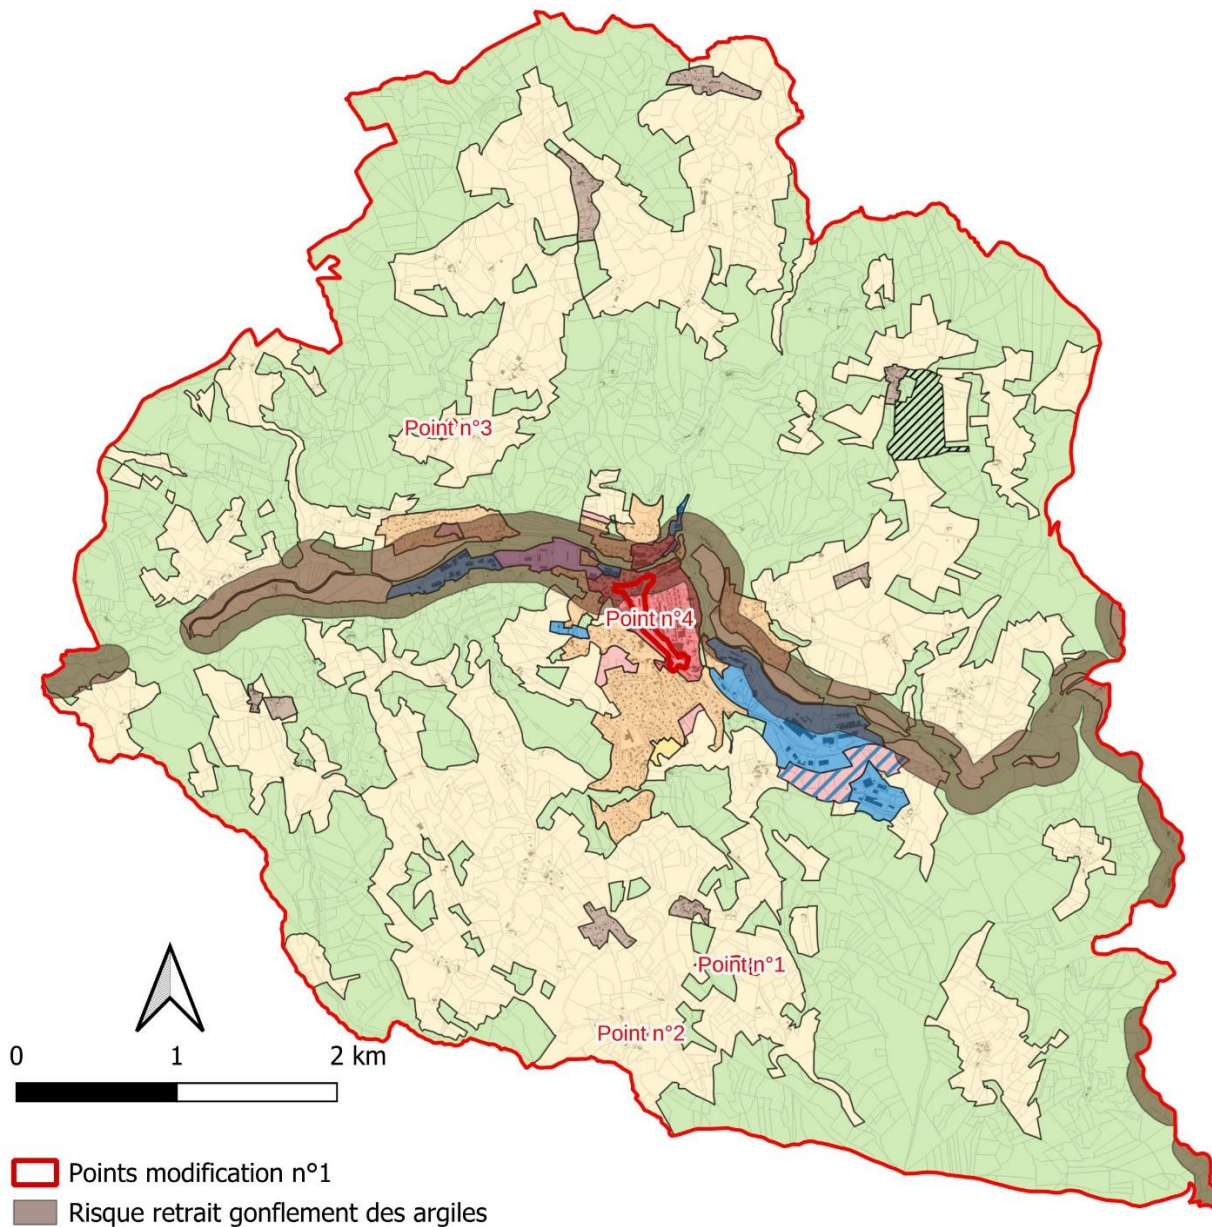 Point n°3
Point n°4
Point n°1
Point n°2
0 1 2 km
Points modification n°1
Risque retrait gonflement des argiles